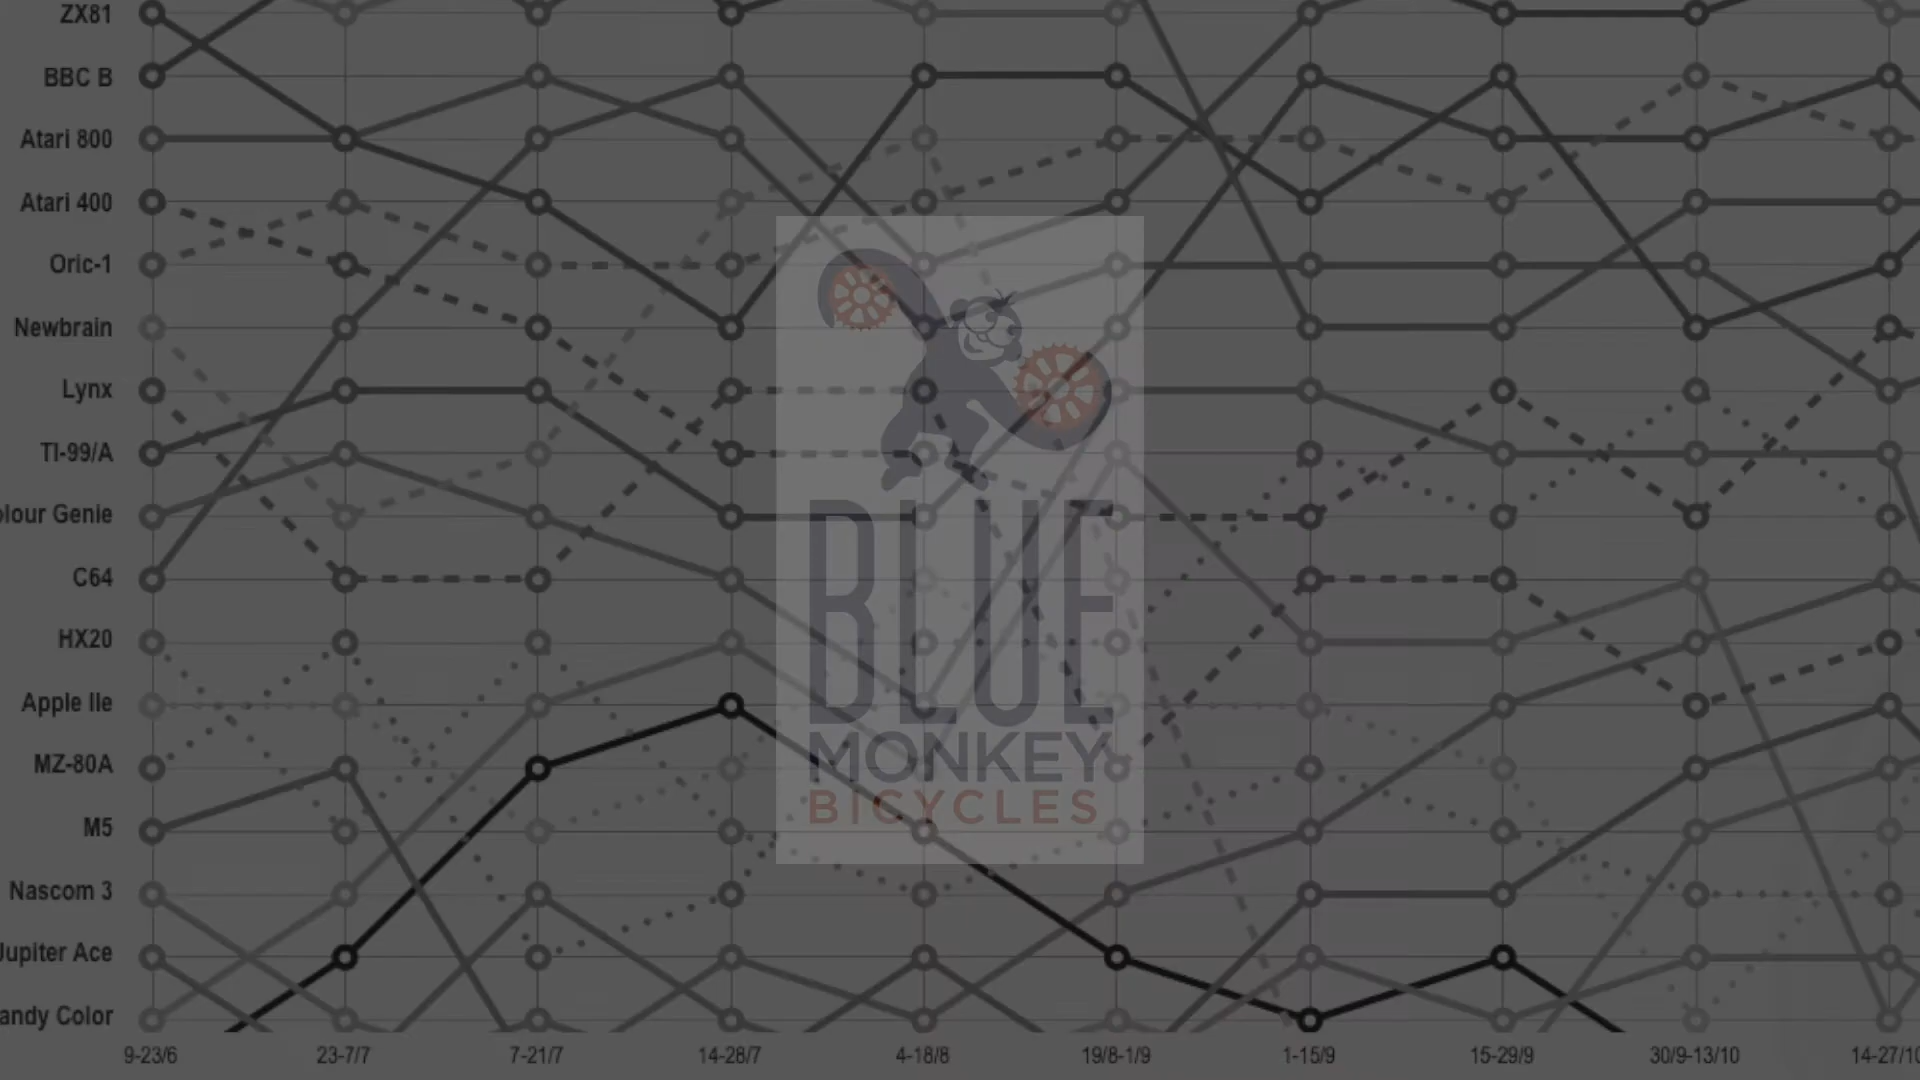 ZX81
BBC B
Atari 800
Atari 400
Oric-1
Newbrain
Lynx
TI-99/A
olour Genie
C64
HX20
Apple IIe
MZ-80A
M5
Nascom 3
Jupiter Ace
andy Color
9-23/6 23-7/7 7-21/7 14-28/7 4-18/8 19/8-1/9 1-15/9 15-29/9 30/9-13/10 14-27/10
BLUE
MONKEY
BICYCLES